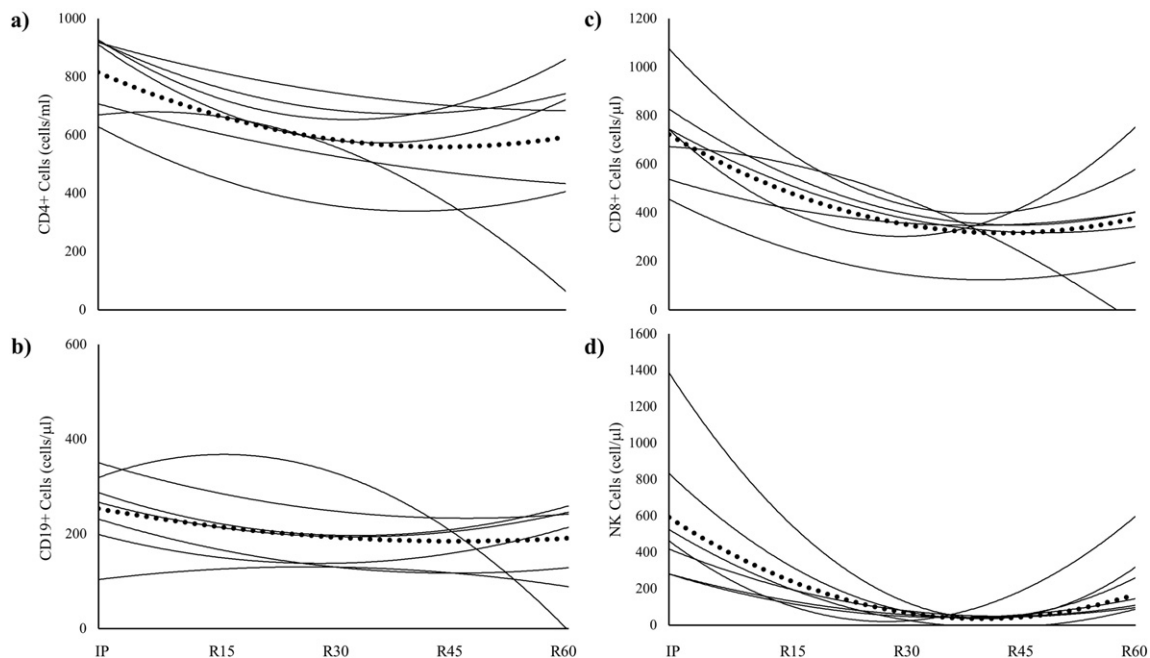 a)
CD4+ Cells (cells/ml)
1000
800
600
400
200
0
c)
CD8+ Cells (cells/µl)
1200
1000
800
600
400
200
0
b)
CD19+ Cells (cells/µl)
600
400
200
0
IP R15 R30 R45 R60
d)
NK Cells (cell/µl)
1600
1400
1200
1000
800
600
400
200
0
IP R15 R30 R45 R60